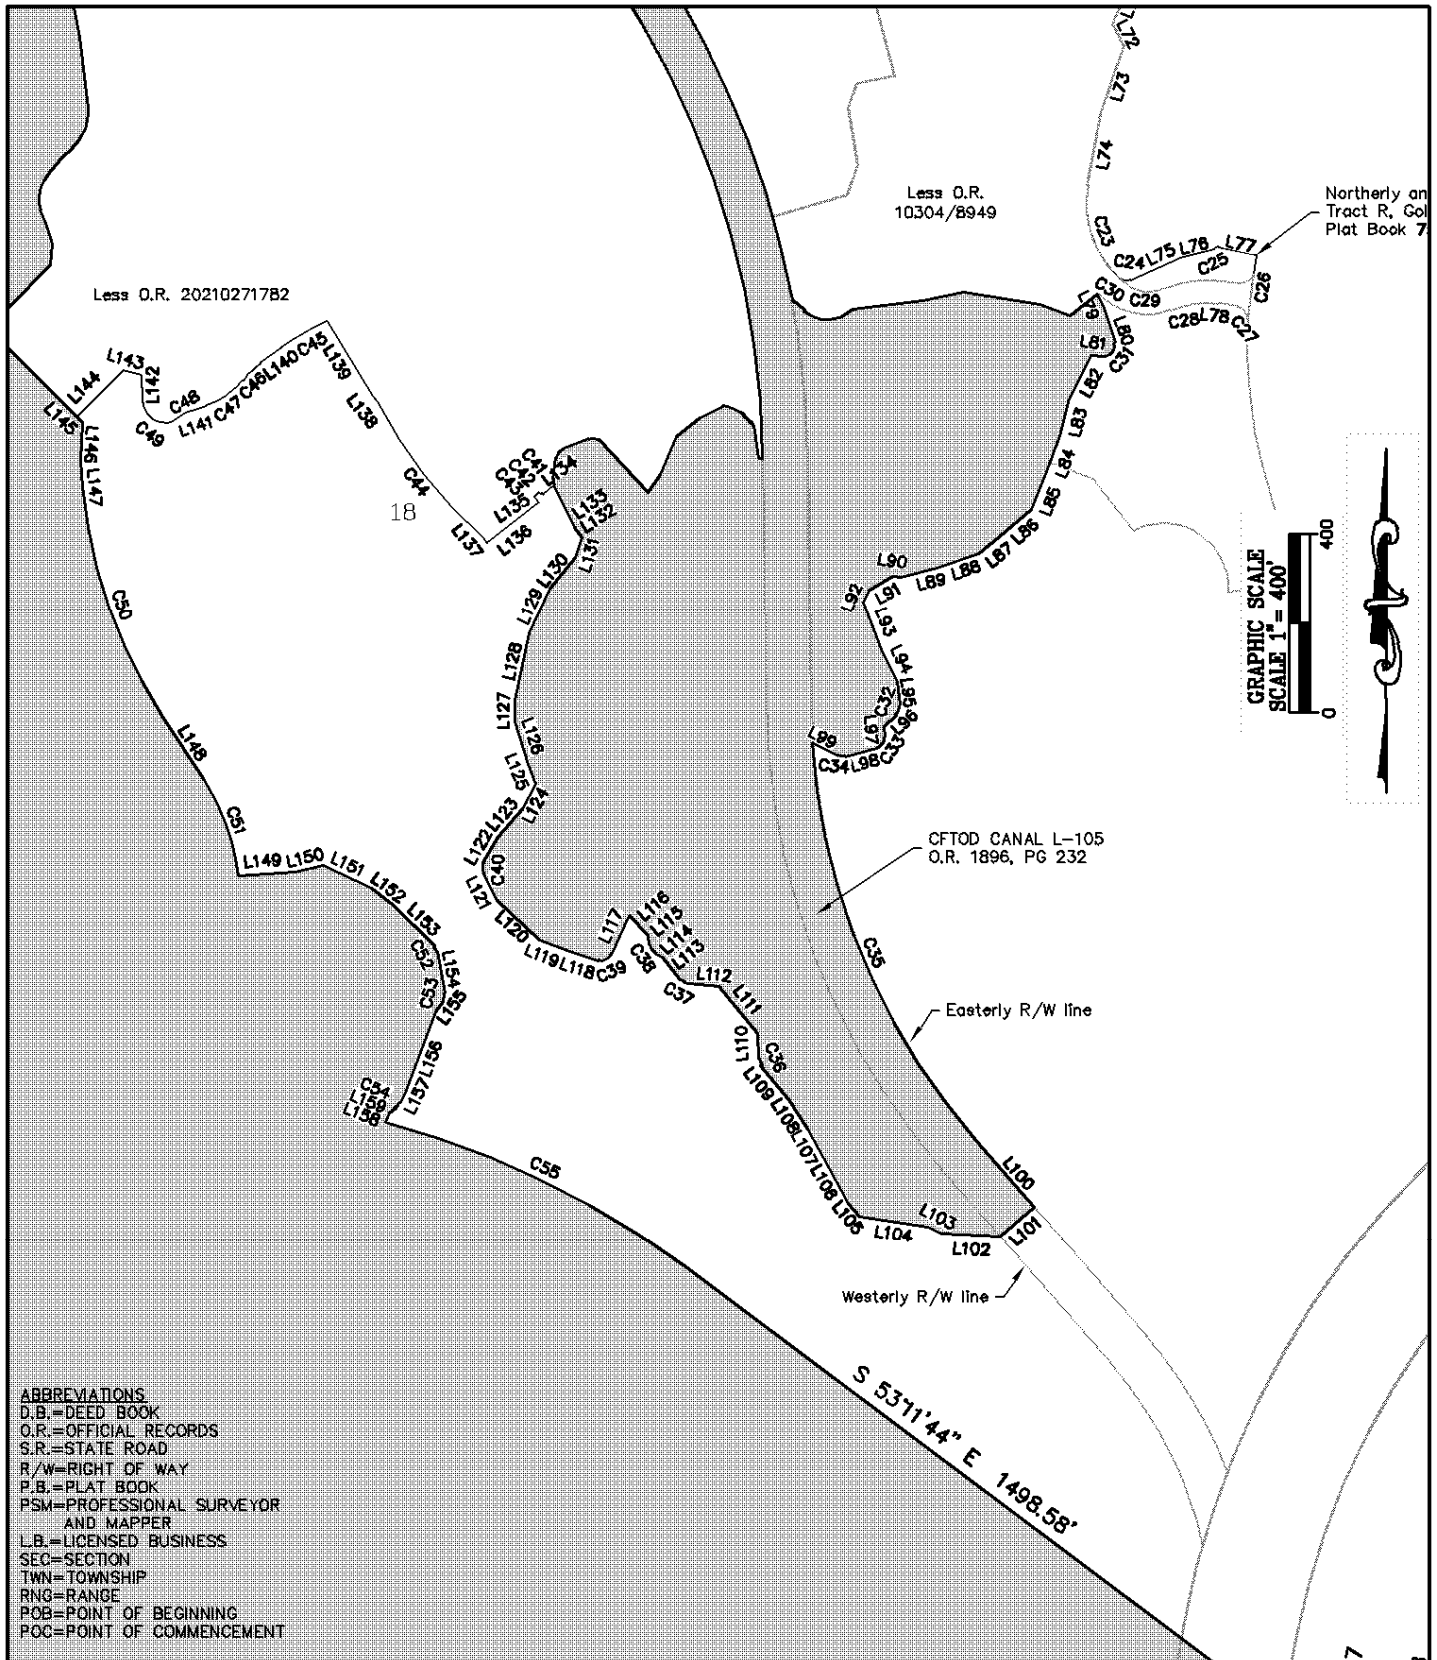 L72
L73
L74
Less O.R.
10304/8949
Northerly an
Tract R, Gol
Plat Book 7
C23
C24
L75
L76
L77
C25
C26
C30
C29
C28
L78
C27
L79
L80
L81
C31
L82
L83
L84
L85
L86
L87
L88
L89
L90
L91
L92
L93
L94
L95
C32
L96
L97
C33
L98
C34
L99
Less O.R. 20210271782
L143
L144
L142
L145
C49
C48
L141
C47
C46
L140
C45
L139
L138
L146
L147
C44
18
L137
L136
L135
C43
C42
C41
L134
L133
L132
L131
L130
L129
L128
L127
L126
L125
L124
L123
L122
C40
L121
L120
L119
L118
C39
L117
L116
L115
L114
L113
C38
C37
L112
L111
L110
C36
L109
L108
L107
L106
L105
L104
L103
L102
L101
L100
C35
C50
L148
C51
L149
L150
L151
L152
L153
C52
L154
C53
L155
L156
L157
C54
L159
L158
C55
GRAPHIC SCALE
SCALE 1"= 400'
0
400
CFTOD CANAL L-105
O.R. 1896, PG 232
Easterly R/W line
Westerly R/W line
S 53°11'44" E 1498.58'
ABBREVIATIONS
D.B.=DEED BOOK
O.R.=OFFICIAL RECORDS
S.R.=STATE ROAD
R/W=RIGHT OF WAY
P.B.=PLAT BOOK
PSM=PROFESSIONAL SURVEYOR
AND MAPPER
L.B.=LICENSED BUSINESS
SEC=SECTION
TWN=TOWNSHIP
RNG=RANGE
POB=POINT OF BEGINNING
POC=POINT OF COMMENCEMENT
7